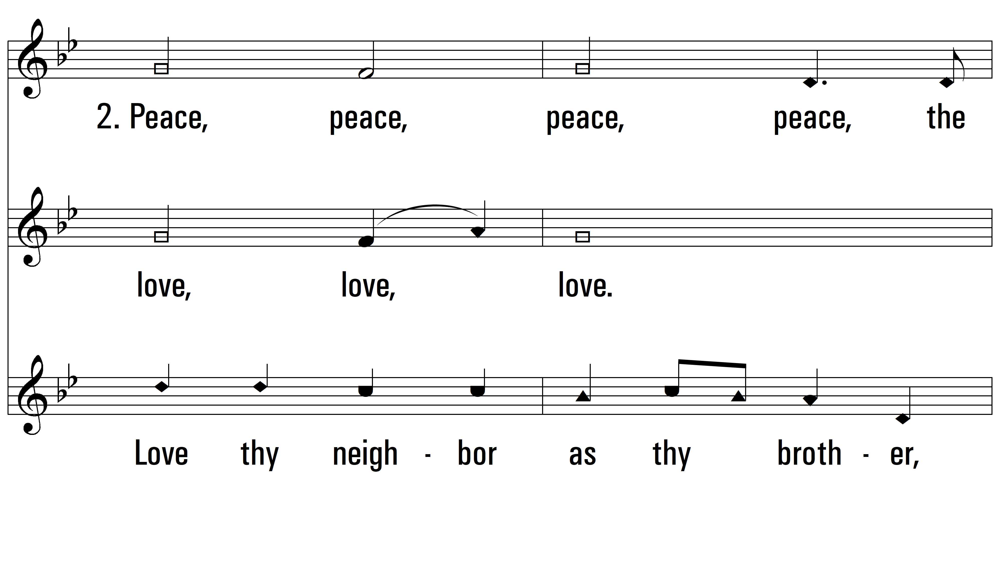 2. Peace, peace, peace, peace, the
love, love, love.
Love thy neigh - bor as thy broth - er,